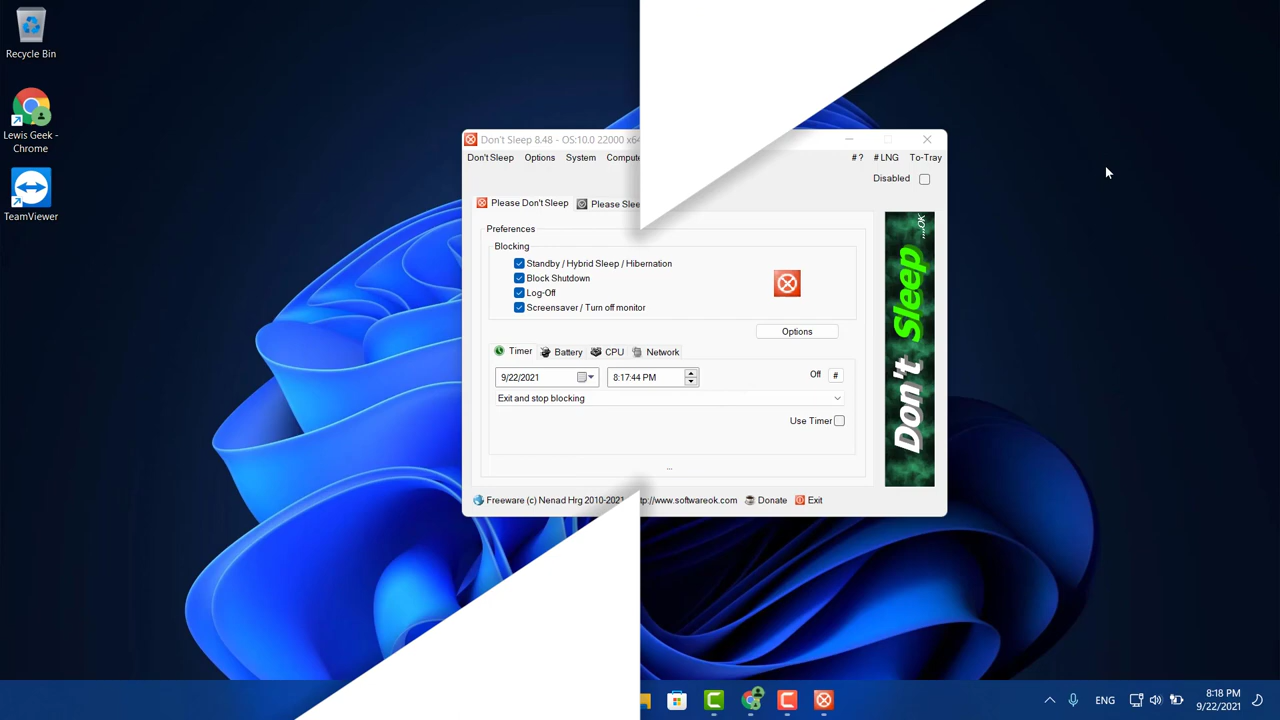 Recycle Bin
Lewis Geek -
Chrome
TeamViewer
Don't Sleep 8.48 - OS:10.0 22000 x64
Don't Sleep Options System # ? # LNG To-Tray
Disabled
Please Don't Sleep Please
Preferences
Blocking
Standby / Hybrid Sleep / Hibernation
Block Shutdown
Log-Off
Screensaver / Turn off monitor
Options
Timer Battery CPU Network
9/22/2021 8:17:44 PM Off #
Exit and stop blocking
Use Timer
...
Freeware (c) Nenad Hrg 2010-2021 tp://www.softwareok.com Donate Exit
Don't Sleep ....OK
ENG
8:18 PM
9/22/2021